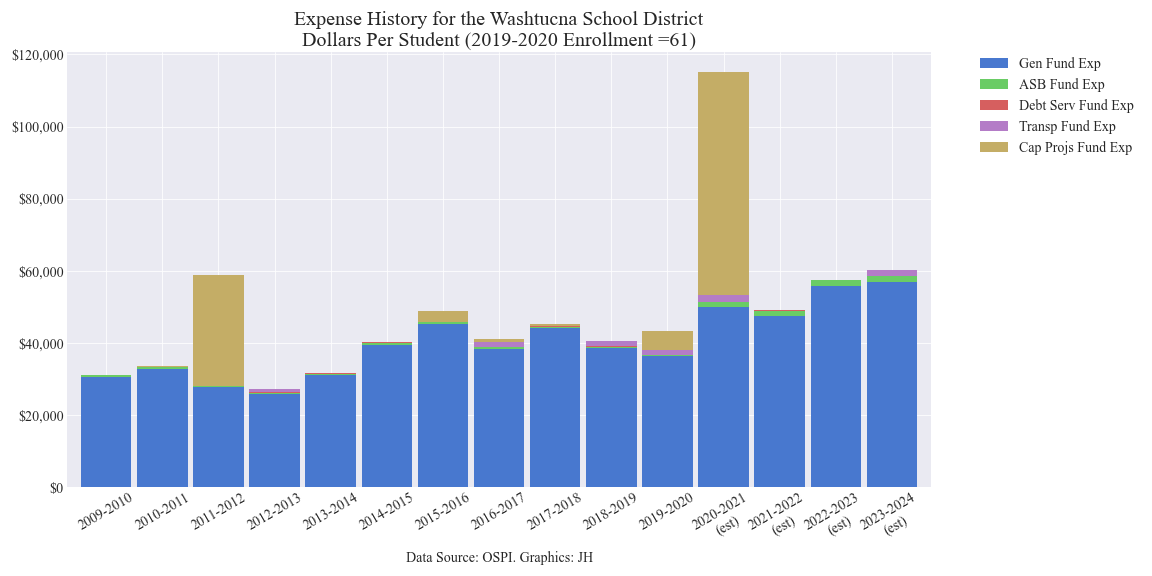 Expense History for the Washtucna School District
Dollars Per Student (2019-2020 Enrollment =61)
$120,000
$100,000
$80,000
$60,000
$40,000
$20,000
$0
Gen Fund Exp
ASB Fund Exp
Debt Serv Fund Exp
Transp Fund Exp
Cap Projs Fund Exp
2009-2010
2010-2011
2011-2012
2012-2013
2013-2014
2014-2015
2015-2016
2016-2017
2017-2018
2018-2019
2019-2020
2020-2021
(est)
2021-2022
(est)
2022-2023
(est)
2023-2024
(est)
Data Source: OSPI. Graphics: JH